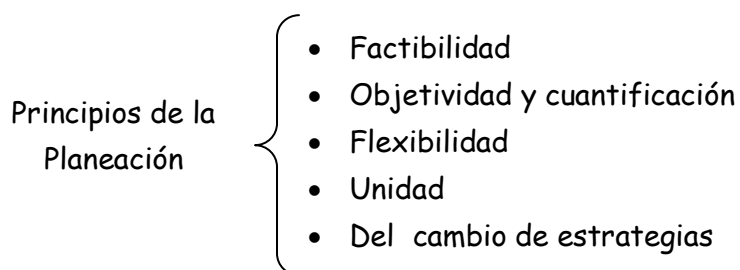 Principios de la
Planeación
• Factibilidad
• Objetividad y cuantificación
• Flexibilidad
• Unidad
• Del cambio de estrategias